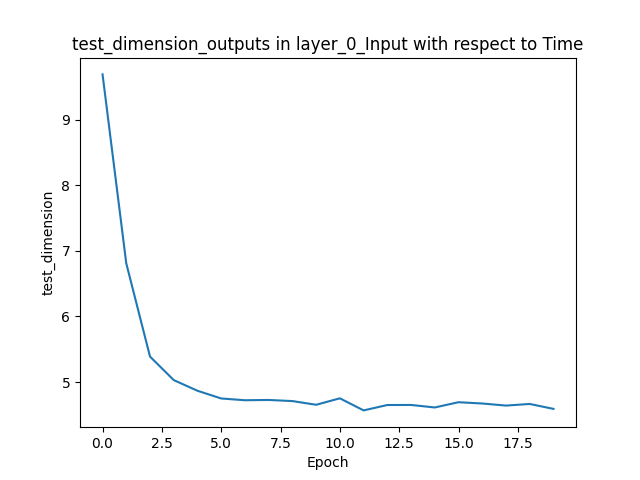 test_dimension_outputs in layer_0_Input with respect to Time
test_dimension
9
8
7
6
5
0.0 2.5 5.0 7.5 10.0 12.5 15.0 17.5
Epoch